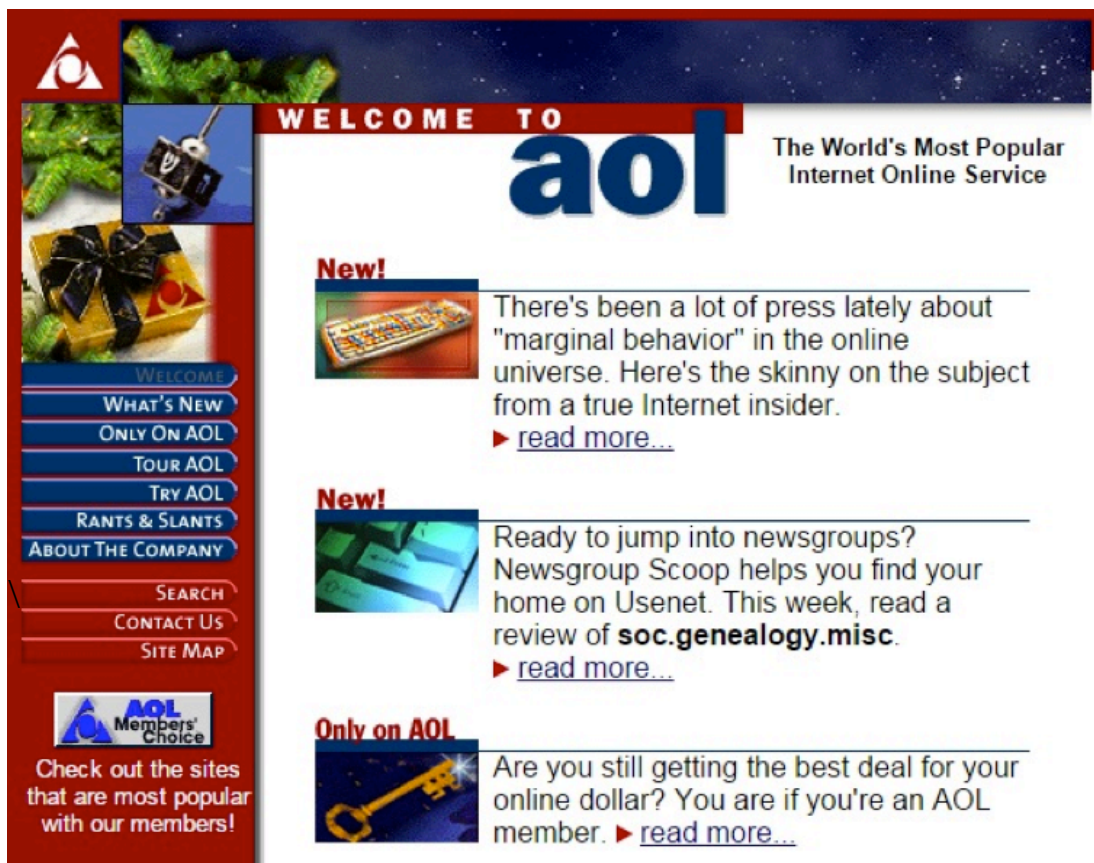 WELCOME TO
aol
The World's Most Popular
Internet Online Service
New!
There's been a lot of press lately about
"marginal behavior" in the online
universe. Here's the skinny on the subject
from a true Internet insider.
read more...
New!
Ready to jump into newsgroups?
Newsgroup Scoop helps you find your
home on Usenet. This week, read a
review of soc.genealogy.misc.
read more...
Only on AOL
Are you still getting the best deal for your
online dollar? You are if you're an AOL
member. read more...
WELCOME
WHAT'S NEW
ONLY ON AOL
TOUR AOL
TRY AOL
RANTS & SLANTS
ABOUT THE COMPANY
\
SEARCH
CONTACT US
SITE MAP
AOL
Members'
Choice
Check out the sites
that are most popular
with our members!